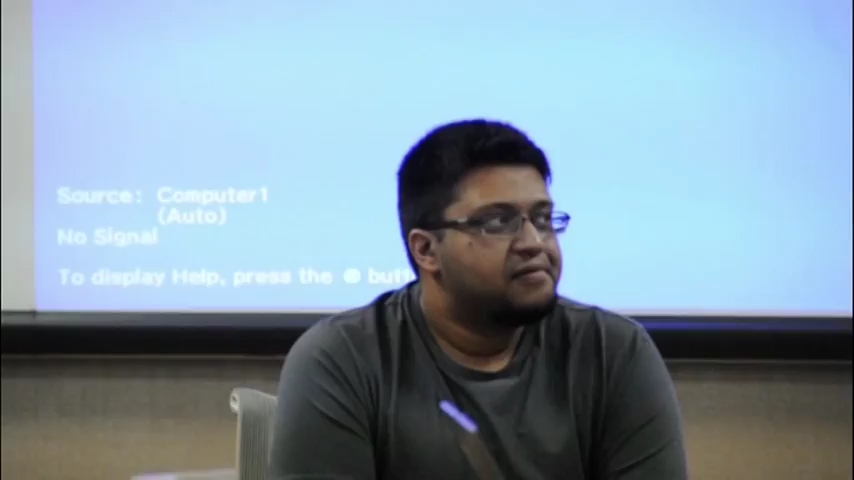 Source: Computer1
(Auto)
No Signal
To display Help, press the